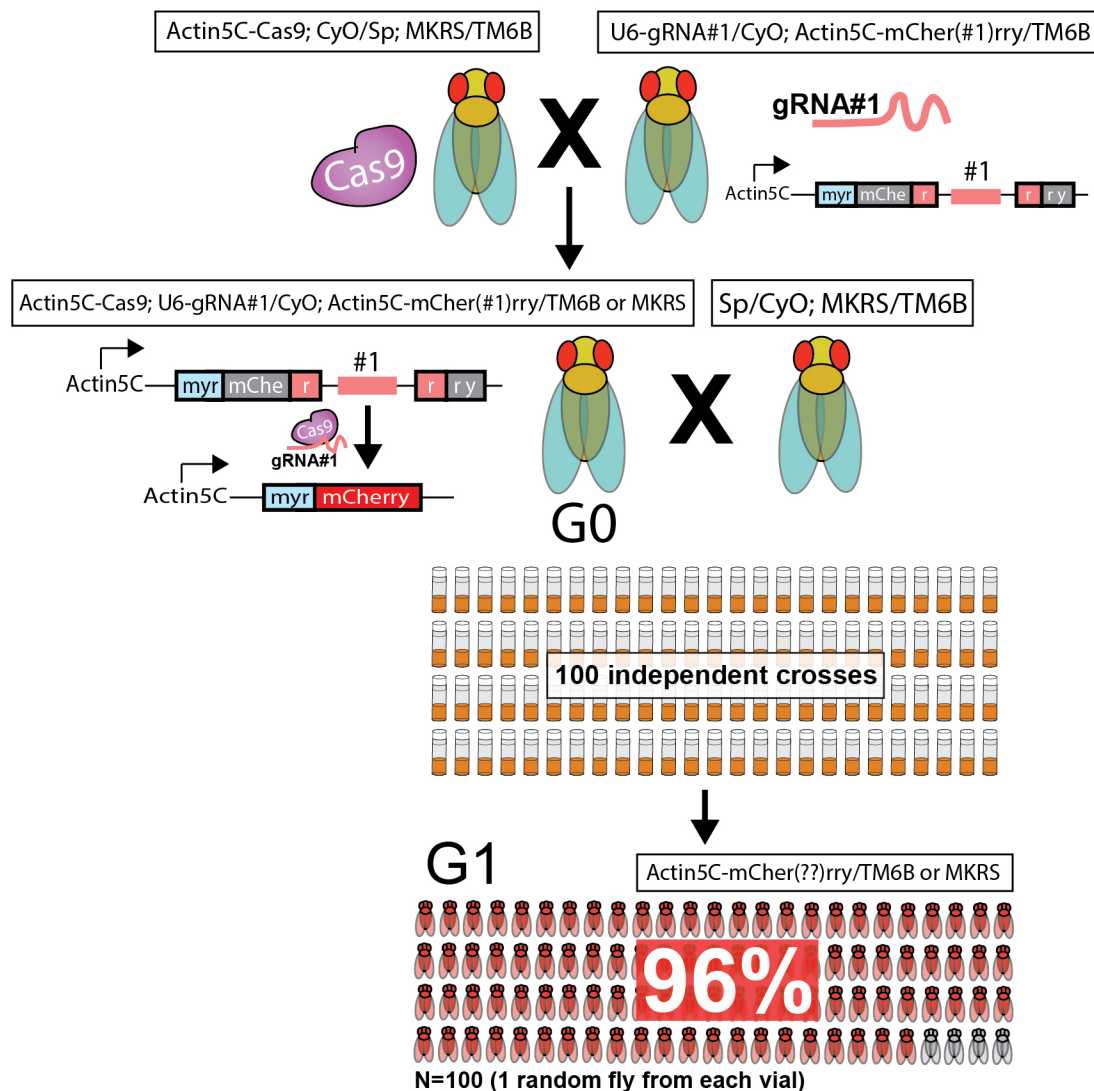 Actin5C-Cas9; CyO/Sp; MKRS/TM6B
U6-gRNA#1/CyO; Actin5C-mCher(#1)rry/TM6B
X
Cas9
gRNA#1
#1
Actin5C
myr mChe r r r y
Actin5C-Cas9; U6-gRNA#1/CyO; Actin5C-mCher(#1)rry/TM6B or MKRS
Sp/CyO; MKRS/TM6B
#1
Actin5C
myr mChe r r r y
X
Cas9
gRNA#1
Actin5C
myr mCherry
G0
100 independent crosses
G1
Actin5C-mCher(??)rry/TM6B or MKRS
96%
N=100 (1 random fly from each vial)